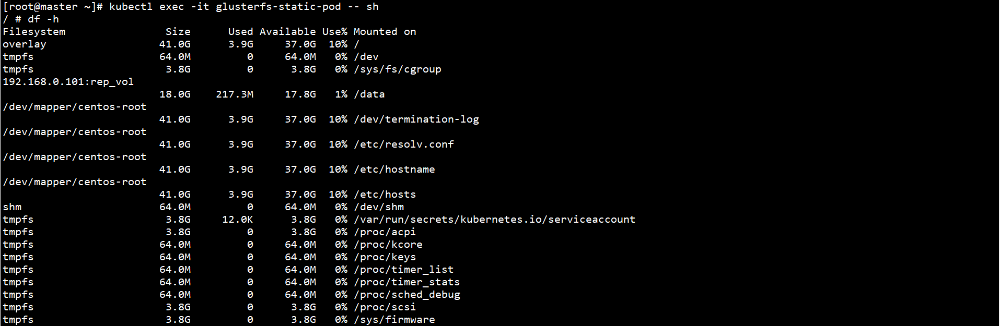 [root@master ~]# kubectl exec -it glusterfs-static-pod -- sh
/ # df -h
Filesystem                Size      Used Available Use% Mounted on
overlay                  41.0G      3.9G     37.0G  10% /
tmpfs                    64.0M         0     64.0M   0% /dev
tmpfs                     3.8G         0      3.8G   0% /sys/fs/cgroup
192.168.0.101:rep_vol
                         18.0G    217.3M     17.8G   1% /data
/dev/mapper/centos-root
                         41.0G      3.9G     37.0G  10% /dev/termination-log
/dev/mapper/centos-root
                         41.0G      3.9G     37.0G  10% /etc/resolv.conf
/dev/mapper/centos-root
                         41.0G      3.9G     37.0G  10% /etc/hostname
/dev/mapper/centos-root
                         41.0G      3.9G     37.0G  10% /etc/hosts
shm                      64.0M         0     64.0M   0% /dev/shm
tmpfs                     3.8G     12.0K      3.8G   0% /var/run/secrets/kubernetes.io/serviceaccount
tmpfs                     3.8G         0      3.8G   0% /proc/acpi
tmpfs                    64.0M         0     64.0M   0% /proc/kcore
tmpfs                    64.0M         0     64.0M   0% /proc/keys
tmpfs                    64.0M         0     64.0M   0% /proc/timer_list
tmpfs                    64.0M         0     64.0M   0% /proc/timer_stats
tmpfs                    64.0M         0     64.0M   0% /proc/sched_debug
tmpfs                     3.8G         0      3.8G   0% /proc/scsi
tmpfs                     3.8G         0      3.8G   0% /sys/firmware